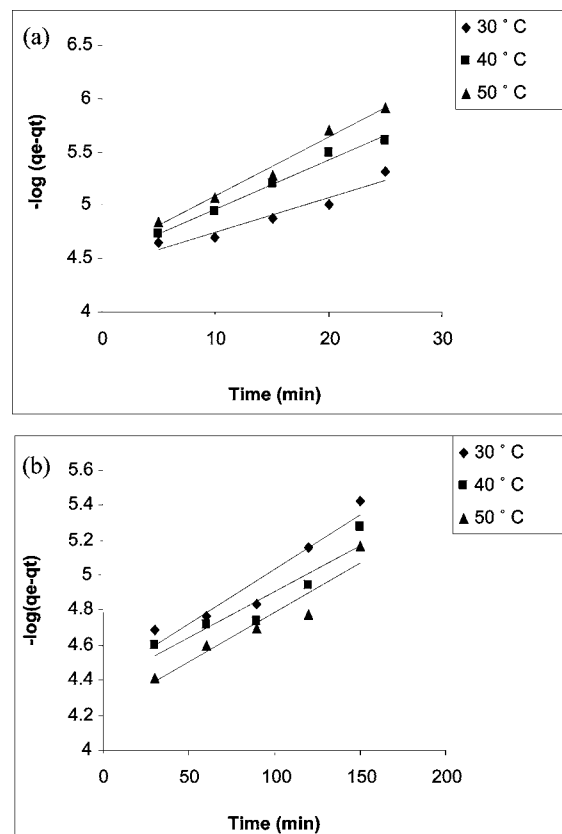 (a)
30 ° C
40 ° C
50 ° C
6.5
6
5.5
5
4.5
4
-log (qe-qt)
0 10 20 30
Time (min)
(b)
30 ° C
40 ° C
50 ° C
5.6
5.4
5.2
5
4.8
4.6
4.4
4.2
4
-log(qe-qt)
0 50 100 150 200
Time (min)